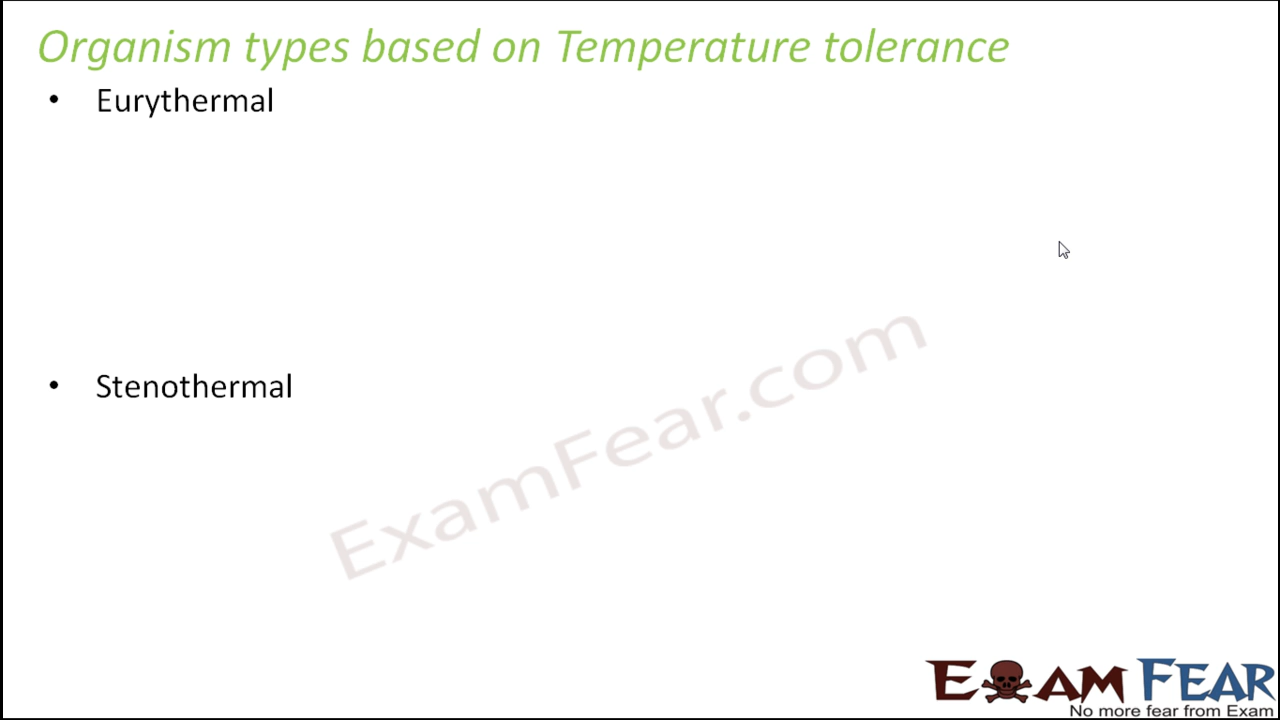 Organism types based on Temperature tolerance
• Eurythermal
• Stenothermal
ExamFear.com
EXAM FEAR
No more fear from Exam